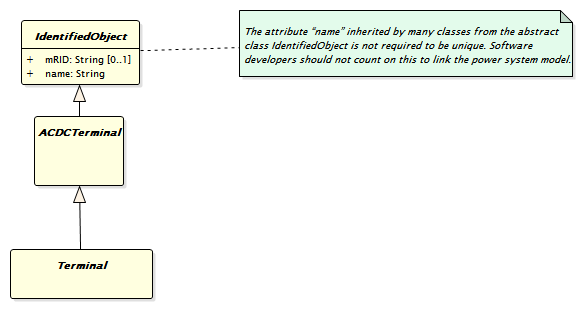 IdentifiedObject
+ mRID: String [0..1]
+ name: String
The attribute “name” inherited by many classes from the abstract
class IdentifiedObject is not required to be unique. Software
developers should not count on this to link the power system model.
ACDCTerminal
Terminal